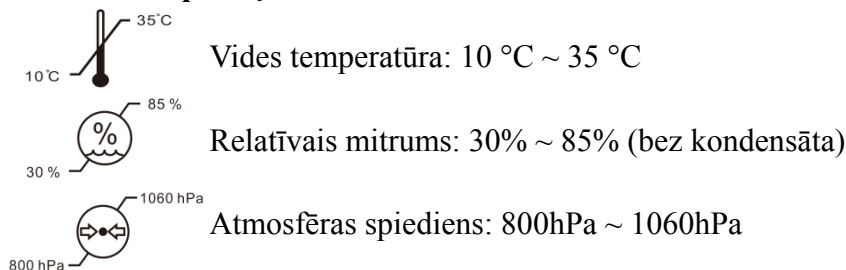 35°C
10°C
Vides temperatūra: 10 °C ~ 35 °C
85 %
%
30 %
Relatīvais mitrums: 30% ~ 85% (bez kondensāta)
1060 hPa
800 hPa
Atmosfēras spiediens: 800hPa ~ 1060hPa